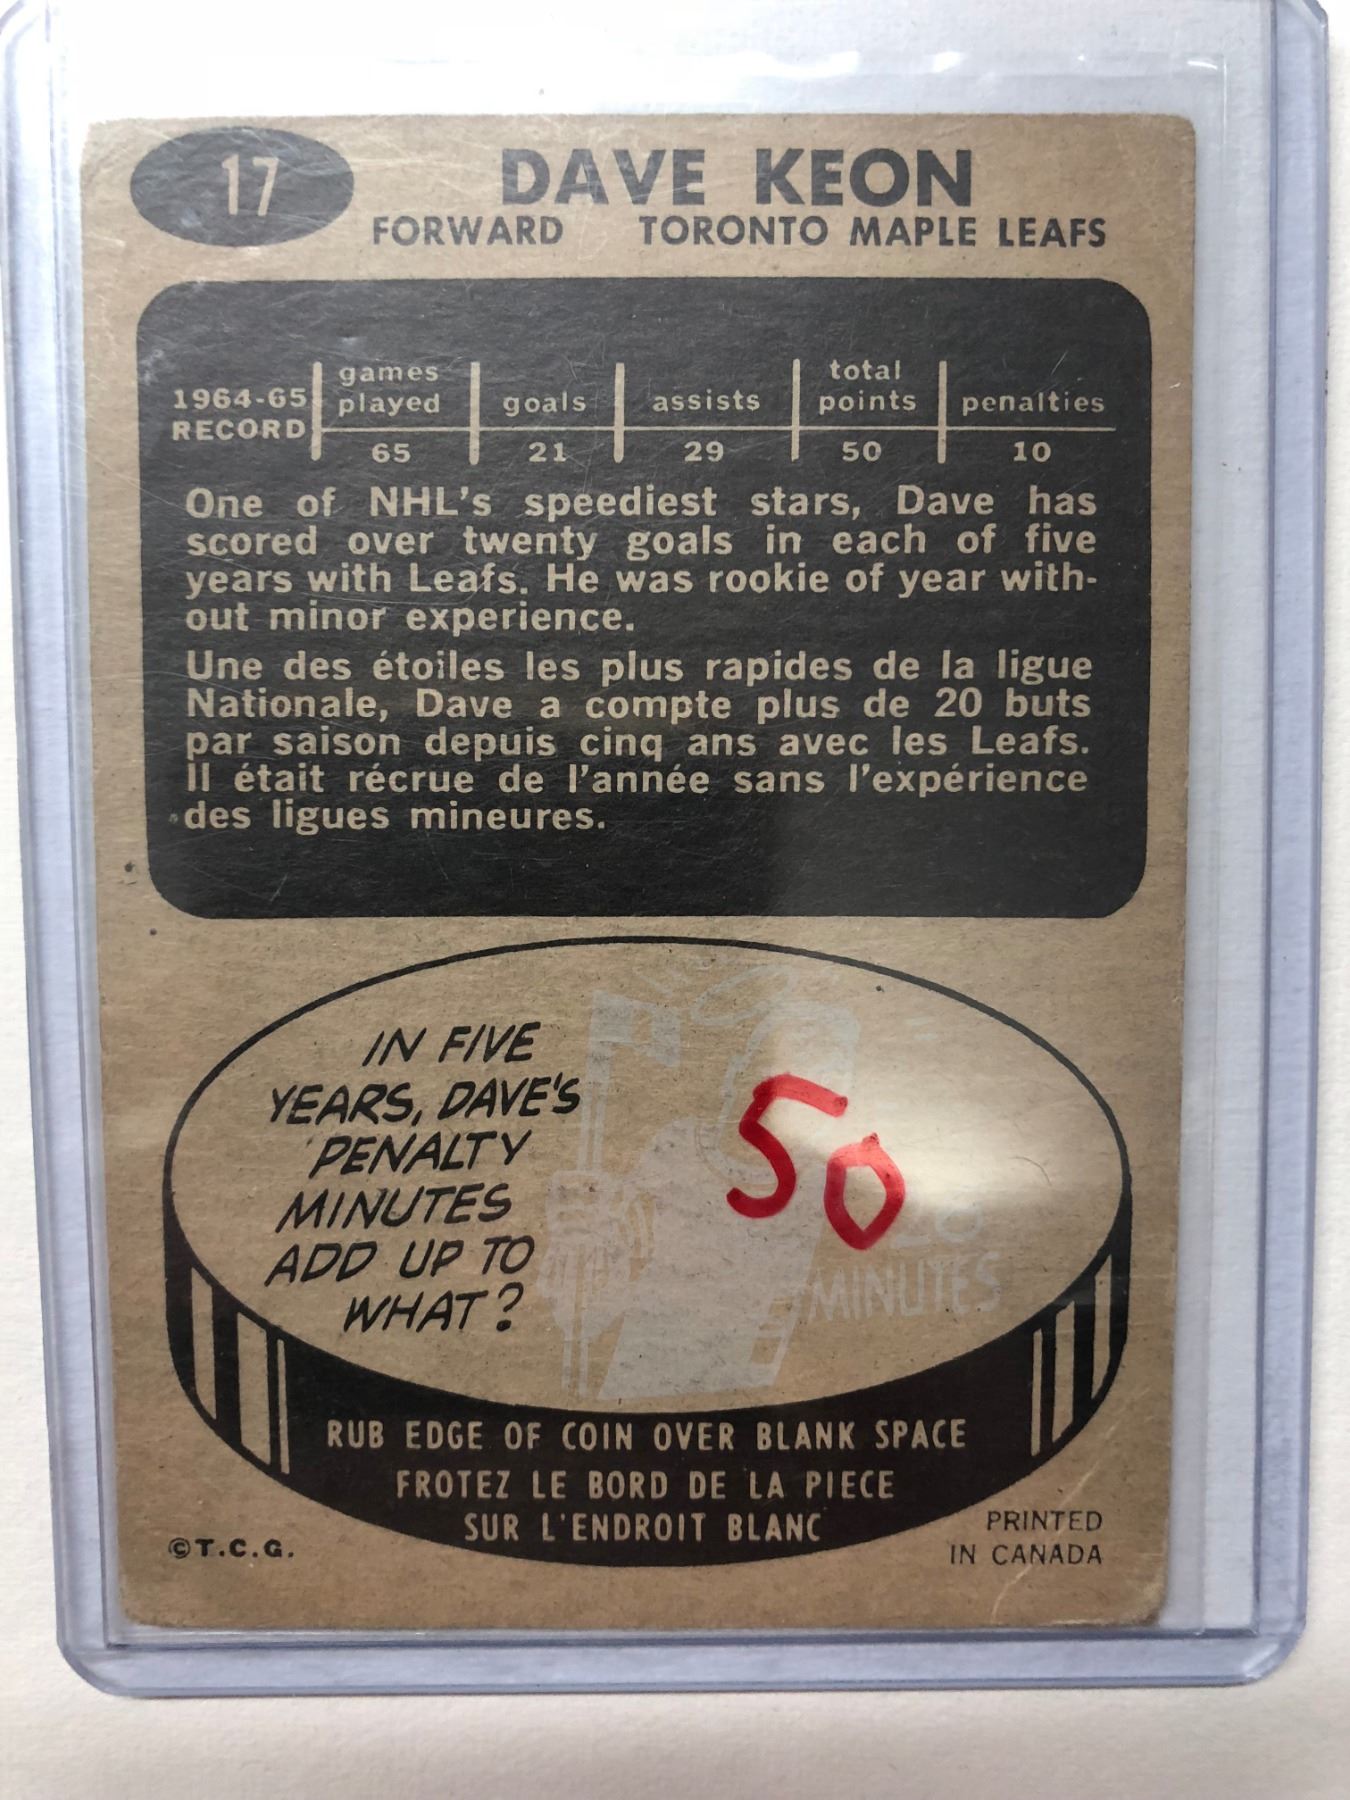 17
DAVE KEON
FORWARD TORONTO MAPLE LEAFS
1964-65 RECORD
games played
goals
assists
total points
penalties
65 21 29 50 10
One of NHL's speediest stars, Dave has
scored over twenty goals in each of five
years with Leafs. He was rookie of year with-
out minor experience.
Une des étoiles les plus rapides de la ligue
Nationale, Dave a compte plus de 20 buts
par saison depuis cinq ans avec les Leafs.
Il était récrue de l'année sans l'expérience
des ligues mineures.
IN FIVE
YEARS, DAVE'S
PENALTY
MINUTES
ADD UP TO
WHAT?
50
MINUTES
RUB EDGE OF COIN OVER BLANK SPACE
FROTEZ LE BORD DE LA PIECE
SUR L'ENDROIT BLANC
©T.C.G.
PRINTED
IN CANADA